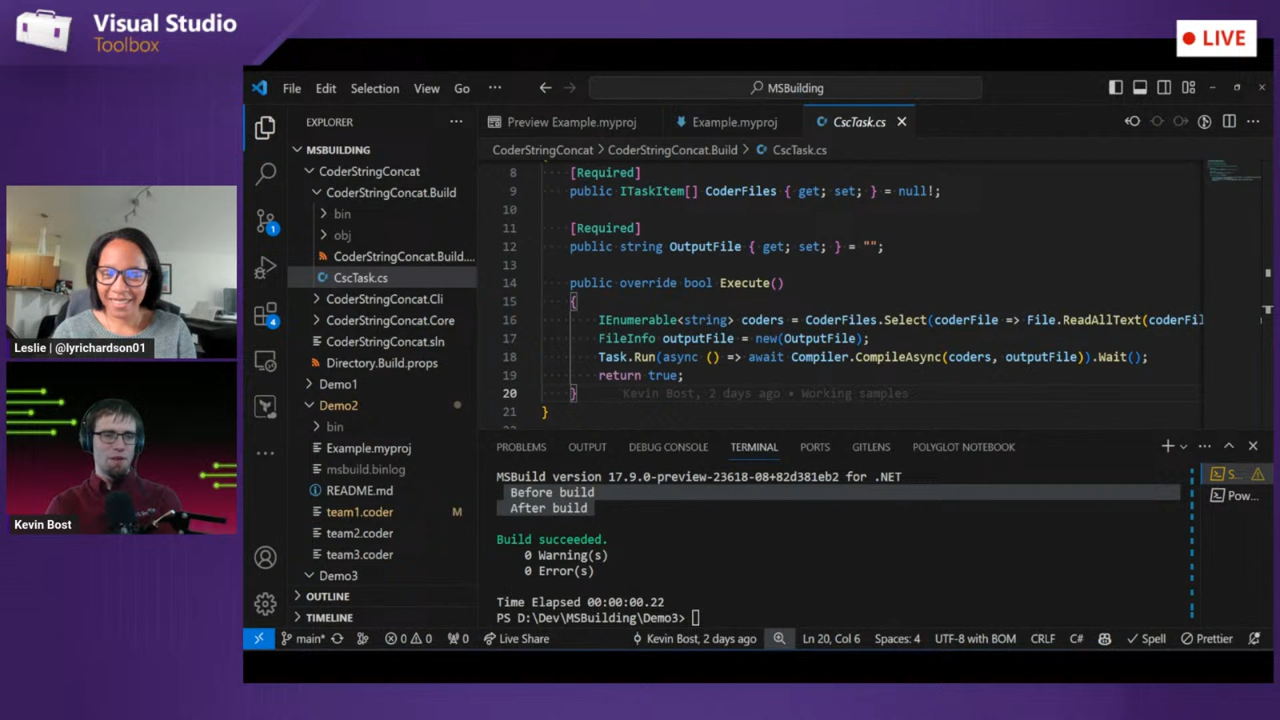 Visual Studio
Toolbox
LIVE
File Edit Selection View Go ··· MSBuilding
EXPLORER ···
MSBUILDING
CoderStringConcat
CoderStringConcat.Build
bin
obj
CoderStringConcat.Build...
CscTask.cs
CoderStringConcat.Cli
CoderStringConcat.Core
CoderStringConcat.sln
Directory.Build.props
Demo1
Demo2
bin
Example.myproj
msbuild.binlog
README.md
team1.coder M
team2.coder
team3.coder
Demo3
OUTLINE
TIMELINE
1
4
Preview Example.myproj Example.myproj CscTask.cs
CoderStringConcat > CoderStringConcat.Build > CscTask.cs
8 [Required]
9 public ITaskItem[] CoderFiles { get; set; } = null!;
10
11 [Required]
12 public string OutputFile { get; set; } = "";
13
14 public override bool Execute()
15 {
16 IEnumerable<string> coders = CoderFiles.Select(coderFile => File.ReadAllText(coderFil
17 FileInfo outputFile = new(OutputFile);
18 Task.Run(async () => await Compiler.CompileAsync(coders, outputFile)).Wait();
19 return true;
20 } Kevin Bost, 2 days ago • Working samples
21 }
PROBLEMS OUTPUT DEBUG CONSOLE TERMINAL PORTS GITLENS POLYGLOT NOTEBOOK
MSBuild version 17.9.0-preview-23618-08+82d381eb2 for .NET
Before build
After build
Build succeeded.
0 Warning(s)
0 Error(s)
Time Elapsed 00:00:00.22
PS D:\Dev\MSBuilding\Demo3>
S...
Pow...
main* 0 0 0 Live Share Kevin Bost, 2 days ago Ln 20, Col 6 Spaces: 4 UTF-8 with BOM CRLF C# Spell Prettier
Leslie | @lyrichardson01
Kevin Bost